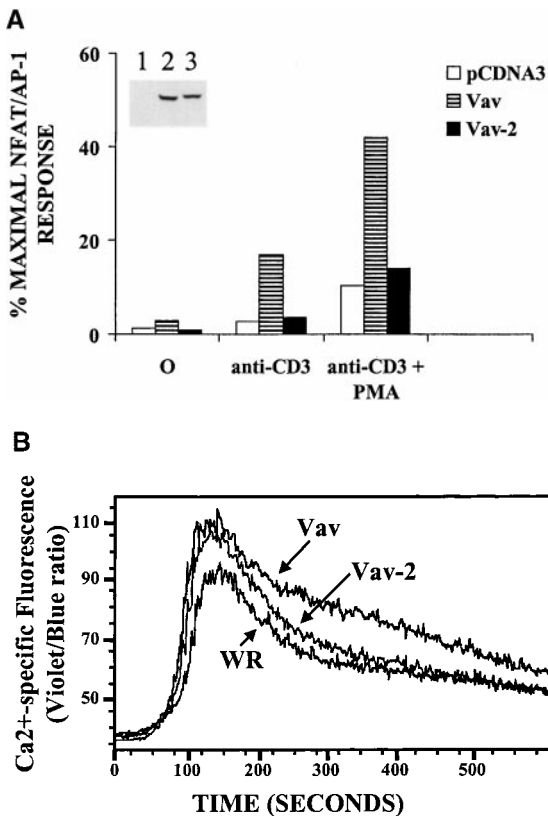 A
% MAXIMAL NFAT/AP-1
RESPONSE
60
40
20
0
1 2 3
pCDNA3
Vav
Vav-2
O
anti-CD3
anti-CD3 +
PMA
B
Ca2+-specific Fluorescence
(Violet/Blue ratio)
110
90
70
50
Vav
Vav-2
WR
0
100
200
300
400
500
TIME (SECONDS)